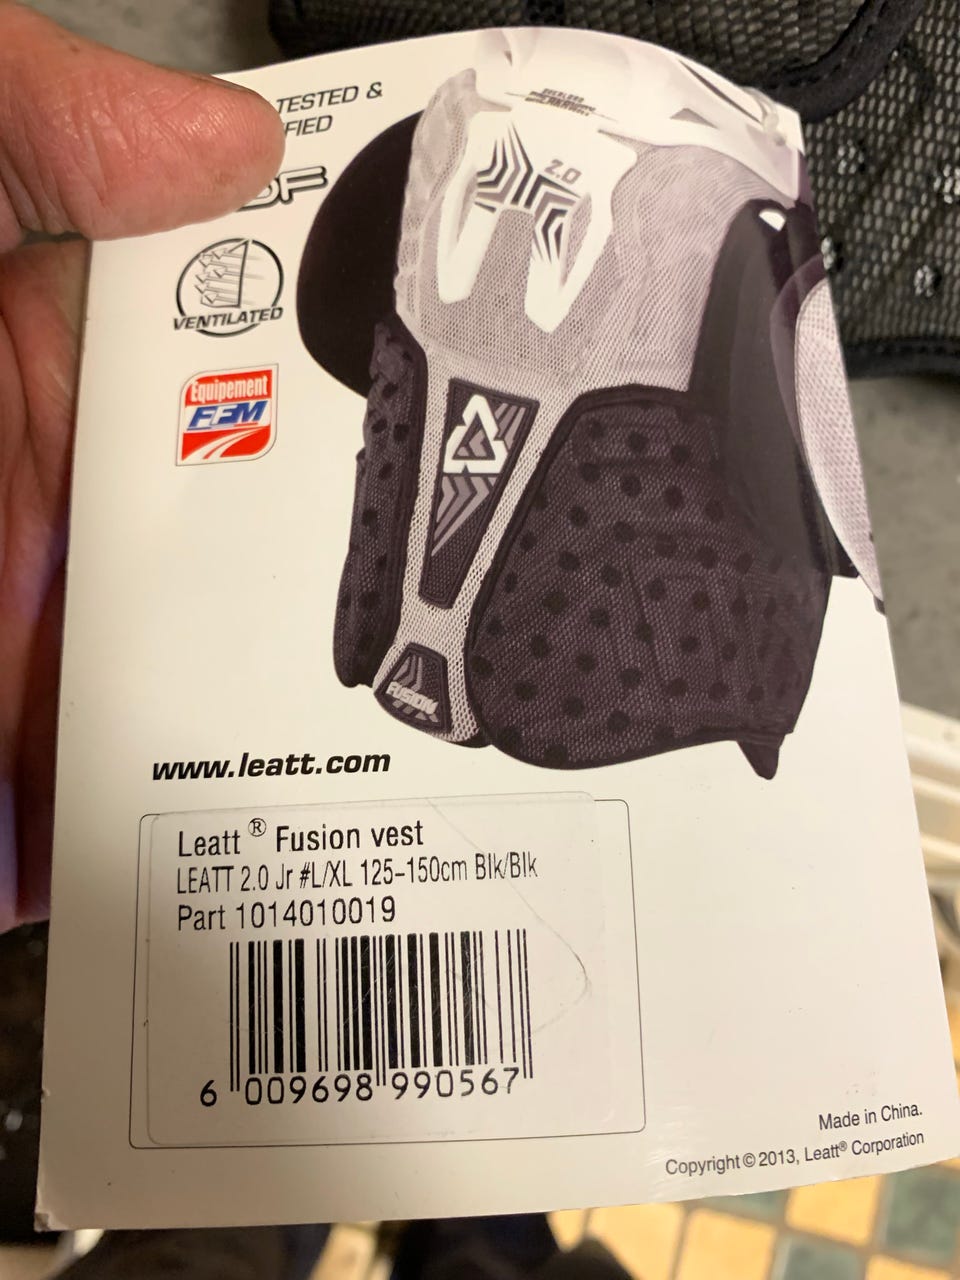 TESTED &
FIED
DF
2.0
VENTILATED
Equipement
FFM
FUSION
www.leatt.com
Leatt® Fusion vest
LEATT 2.0 Jr #L/XL 125-150cm Blk/Blk
Part 1014010019
6 009698 990567
Made in China.
Copyright © 2013, Leatt® Corporation